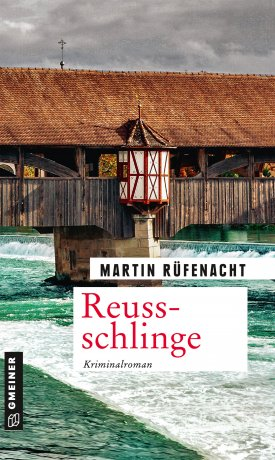 MARTIN RÜFENACHT
Reuss-
schlinge
Kriminalroman
GMEINER